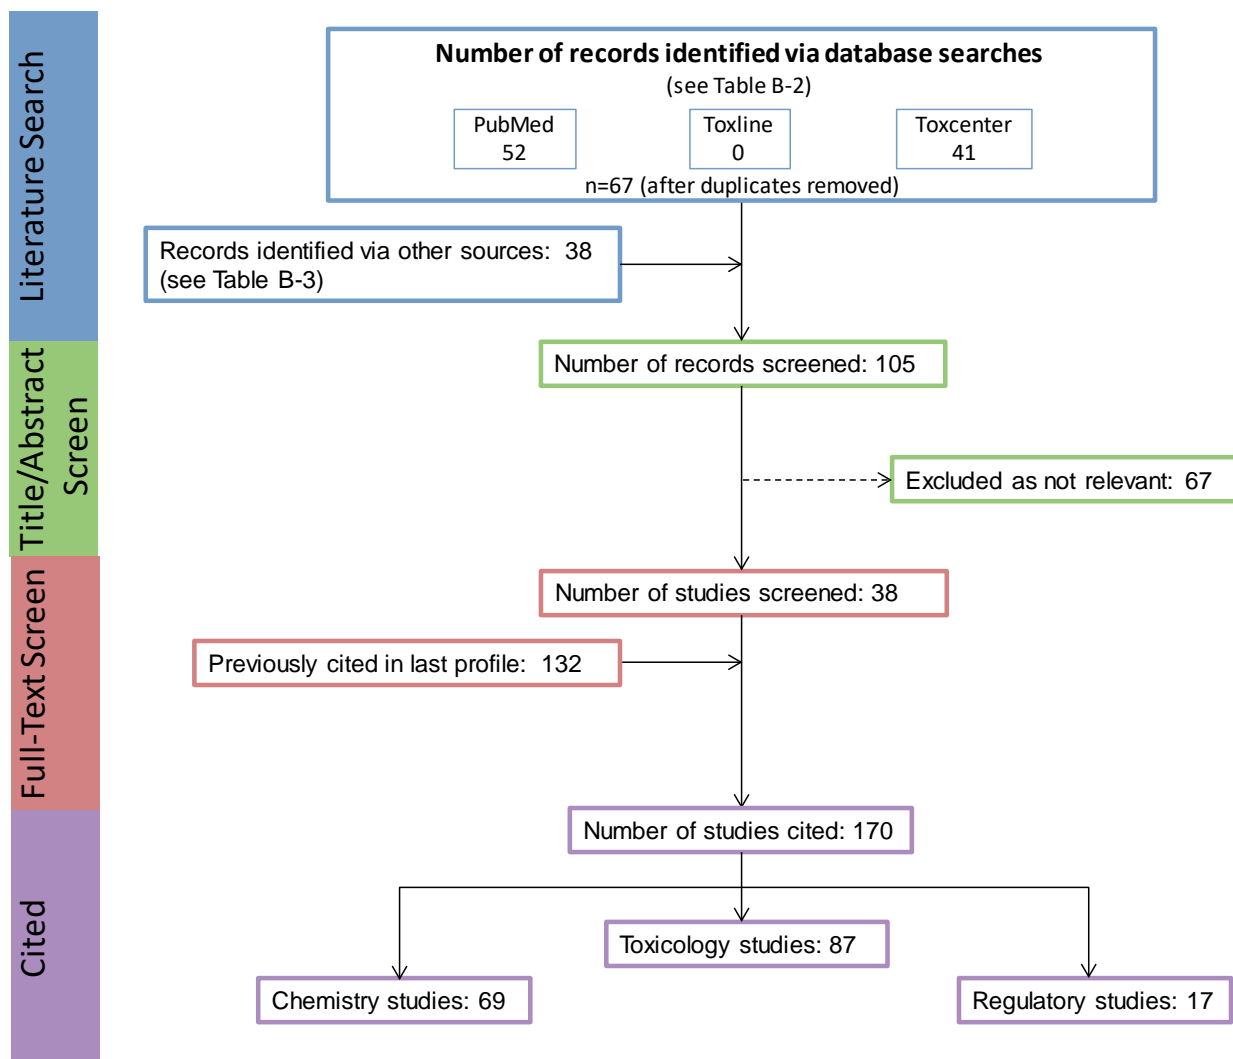 Literature Search
Number of records identified via database searches
(see Table B-2)
PubMed
52
Toxline
0
Toxcenter
41
n=67 (after duplicates removed)
Records identified via other sources: 38
(see Table B-3)
Title/Abstract
Screen
Number of records screened: 105
Excluded as not relevant: 67
Full-Text Screen
Number of studies screened: 38
Previously cited in last profile: 132
Cited
Number of studies cited: 170
Toxicology studies: 87
Chemistry studies: 69
Regulatory studies: 17